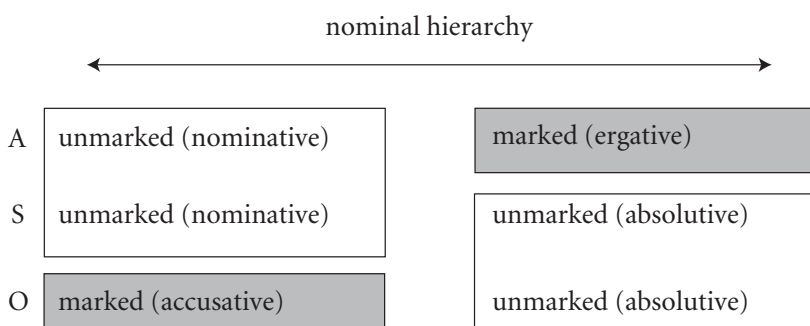 nominal hierarchy
A unmarked (nominative) marked (ergative)
S unmarked (nominative) unmarked (absolutive)
O marked (accusative) unmarked (absolutive)